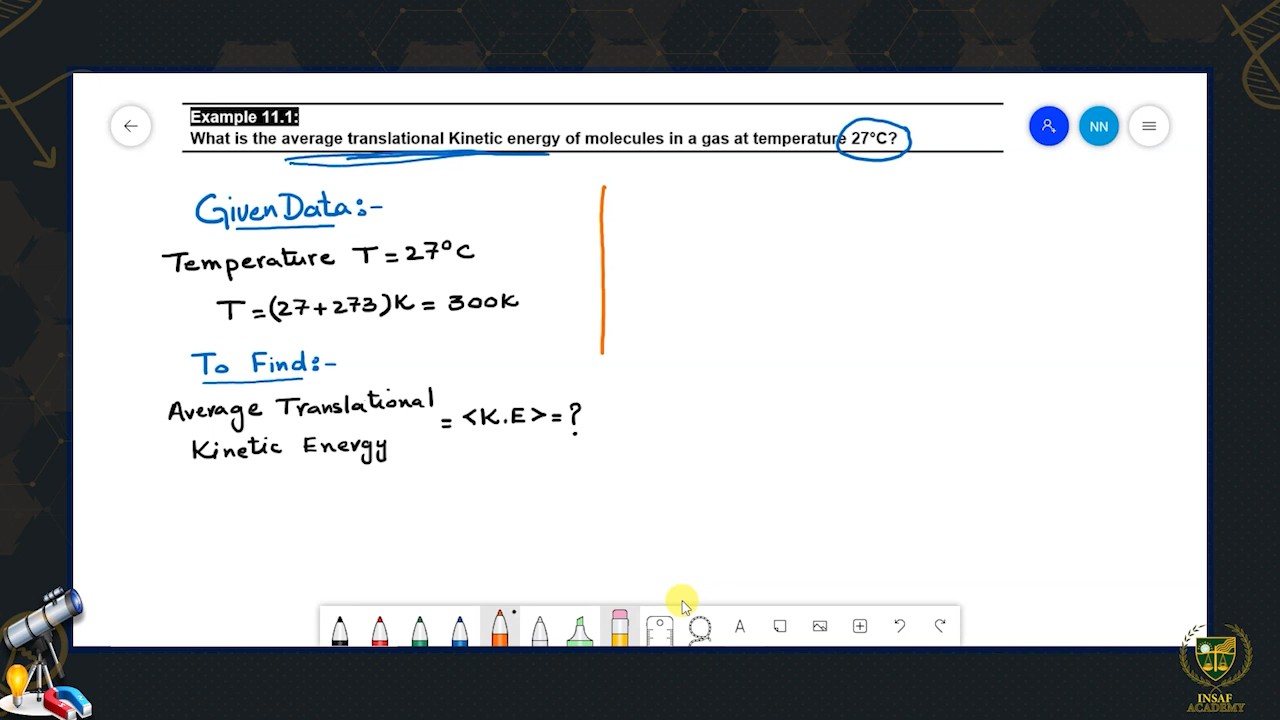 Example 11.1:
What is the average translational Kinetic energy of molecules in a gas at temperature 27°C?
NN
Given Data:-
Temperature T = 27°C
T = (27+273)K = 300K
To Find:-
Average Translational
Kinetic Energy = <K.E> = ?
A
INSAF
ACADEMY